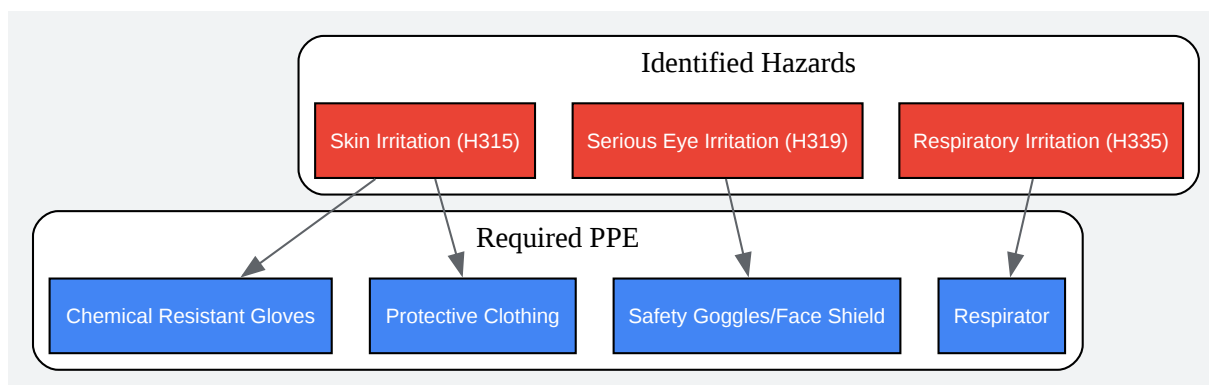 Identified Hazards
Skin Irritation (H315)
Serious Eye Irritation (H319)
Respiratory Irritation (H335)
Required PPE
Chemical Resistant Gloves
Protective Clothing
Safety Goggles/Face Shield
Respirator